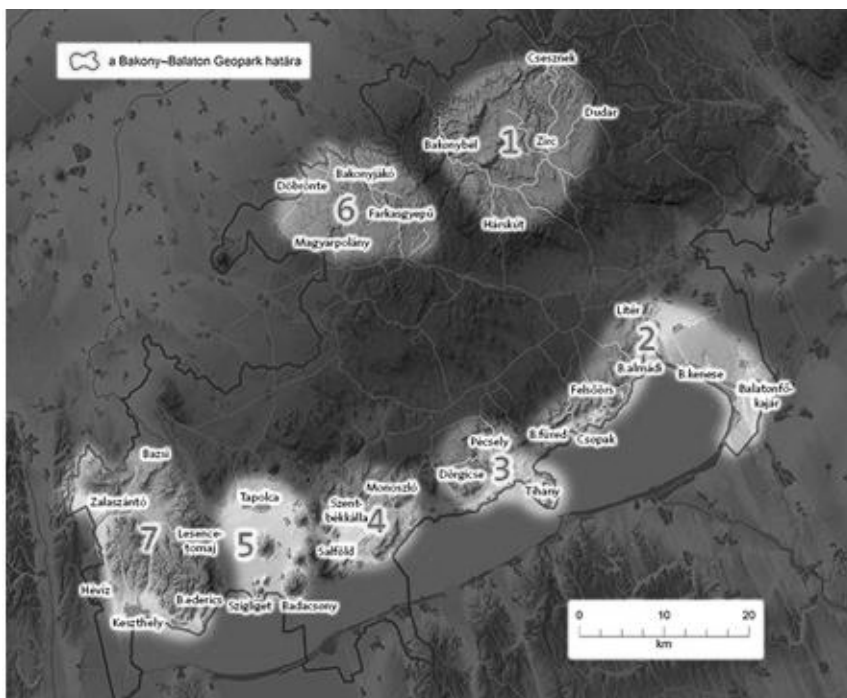 a Bakony–Balaton Geopark határa
Csesznek
Dudar
Bakonybél
1
Zirc
Bakonyjákó
Döbrönte
6
Farkasgyepű
Hárskút
Magyarpolány
Litér
2
B.almádi
B.kenese
Felsőörs
Balatonfő-
kajár
Pécsely
B.füred
Csopak
Bazsi
Dörgicse
3
Monoszló
Tihany
Zalaszántó
Tapolca
Szent-
békkálla
4
7
Lesence-
tomaj
5
Salföld
Hévíz
B.ederics
Szigliget
Badacsony
Keszthely
0 10 20
km